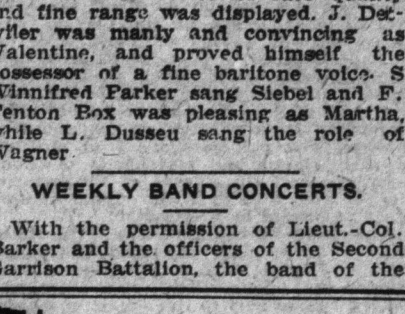 nd fine range was displayed. J. Det-
wiler was manly and convincing as
Valentine, and proved himself the
possessor of a fine baritone voice. S
Winnifred Parker sang Siebel and F.
Fenton Box was pleasing as Martha,
while L. Dusseu sang the role of
Wagner
WEEKLY BAND CONCERTS.
With the permission of Lieut.-Col.
Barker and the officers of the Second
Garrison Battalion, the band of the